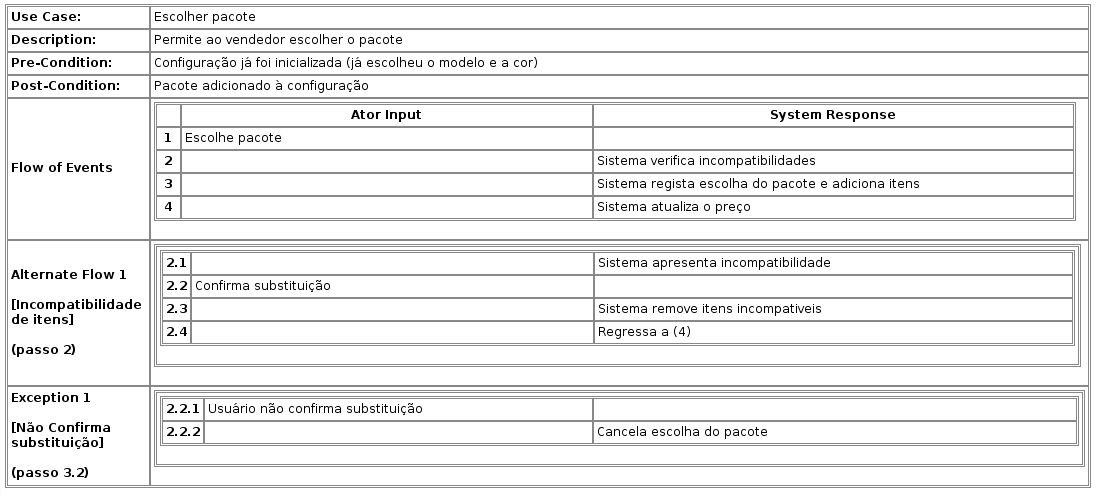 Use Case: Escolher pacote
Description: Permite ao vendedor escolher o pacote
Pre-Condition: Configuração já foi inicializada (já escolheu o modelo e a cor)
Post-Condition: Pacote adicionado à configuração
Flow of Events
Ator Input System Response
1 Escolhe pacote
2 Sistema verifica incompatibilidades
3 Sistema regista escolha do pacote e adiciona itens
4 Sistema atualiza o preço
Alternate Flow 1
[Incompatibilidade
de itens]
(passo 2)
2.1 Sistema apresenta incompatibilidade
2.2 Confirma substituição
2.3 Sistema remove itens incompativeis
2.4 Regressa a (4)
Exception 1
[Não Confirma
substituição]
(passo 3.2)
2.2.1 Usuário não confirma substituição
2.2.2 Cancela escolha do pacote